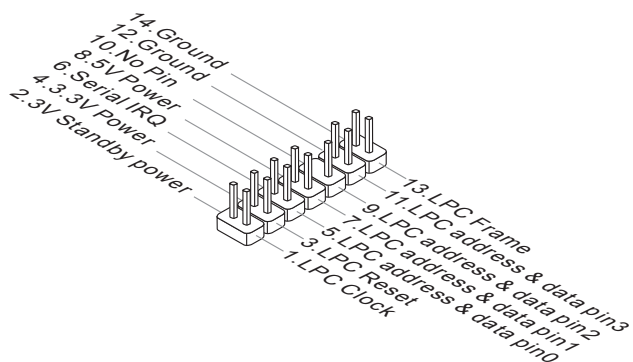 14.Ground
12.Ground
10.No Pin
8.5V Power
6.Serial IRQ
4.3.3V Power
2.3V Standby power
13.LPC Frame
11.LPC address & data pin3
9.LPC address & data pin2
7.LPC address & data pin1
5.LPC address & data pin0
3.LPC Reset
1.LPC Clock